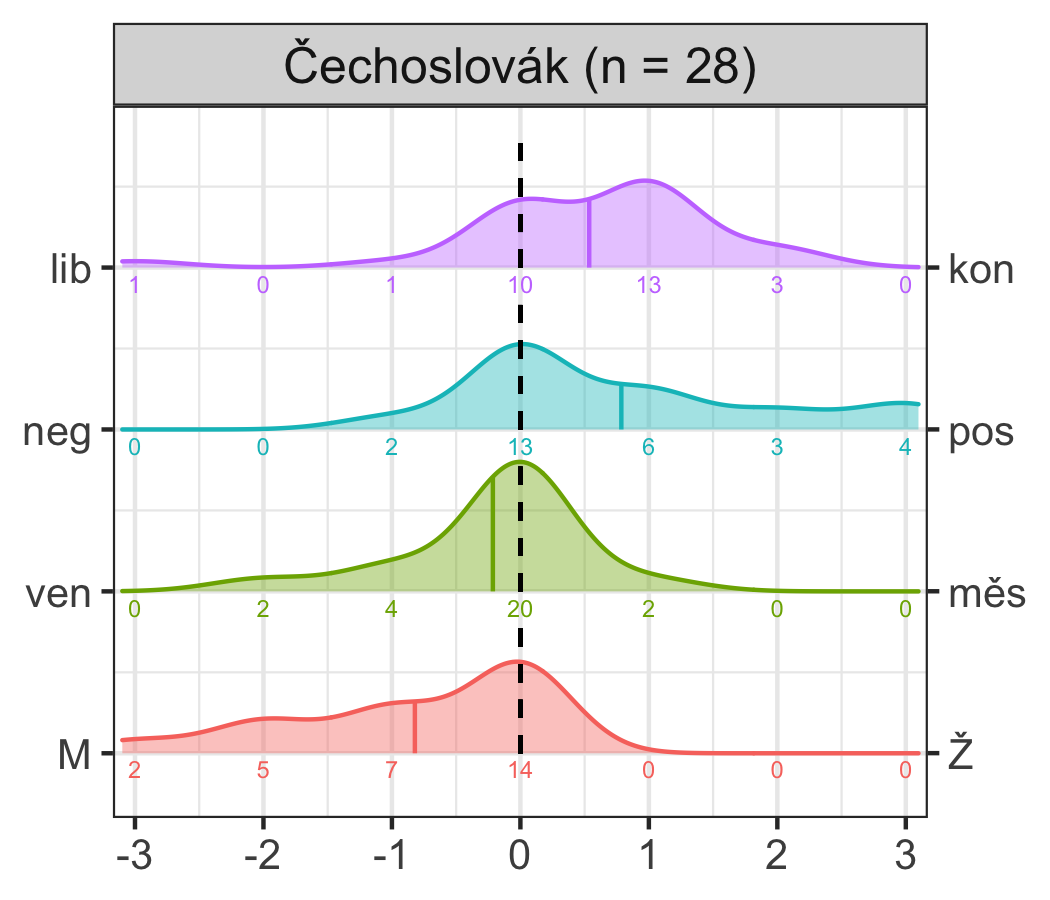 Čechoslovák (n = 28)
lib kon
1 0 1 10 13 3 0
neg pos
0 0 2 13 6 3 4
ven měs
0 2 4 20 2 0 0
M Ž
2 5 7 14 0 0 0
-3 -2 -1 0 1 2 3